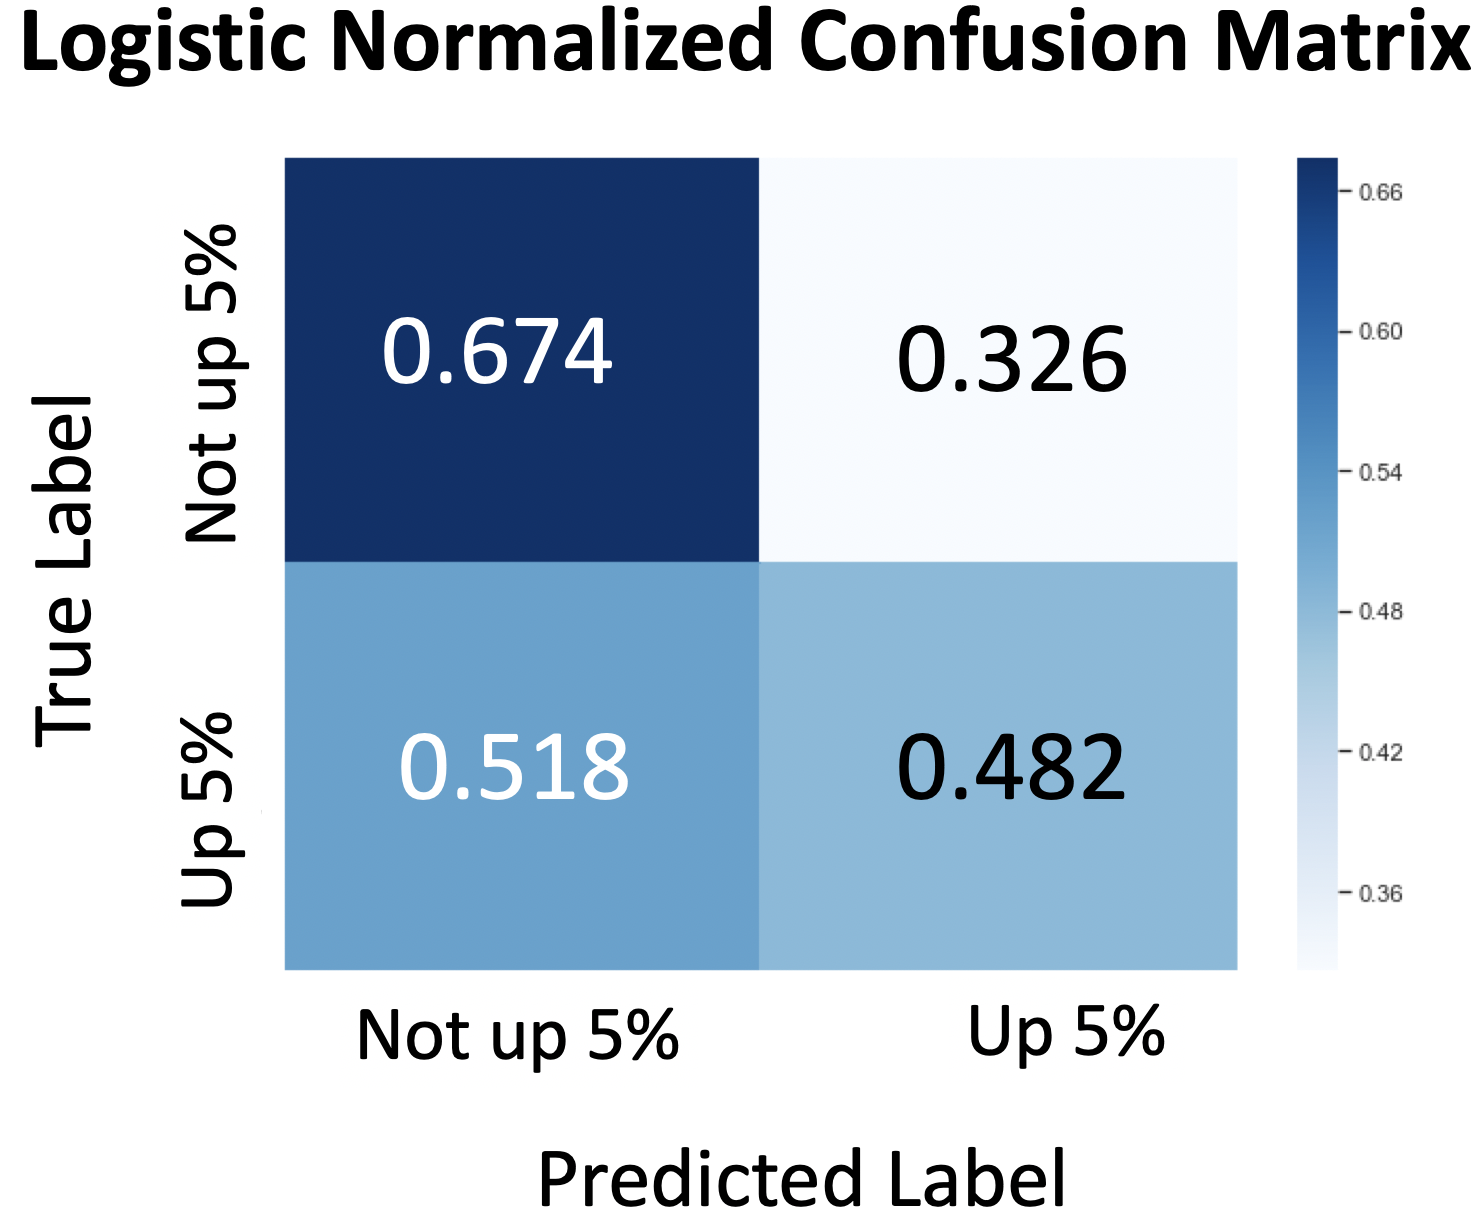 Logistic Normalized Confusion Matrix
True Label
Not up 5%
Up 5%
0.674
0.326
0.518
0.482
Not up 5%
Up 5%
Predicted Label
0.66
0.60
0.54
0.48
0.42
0.36